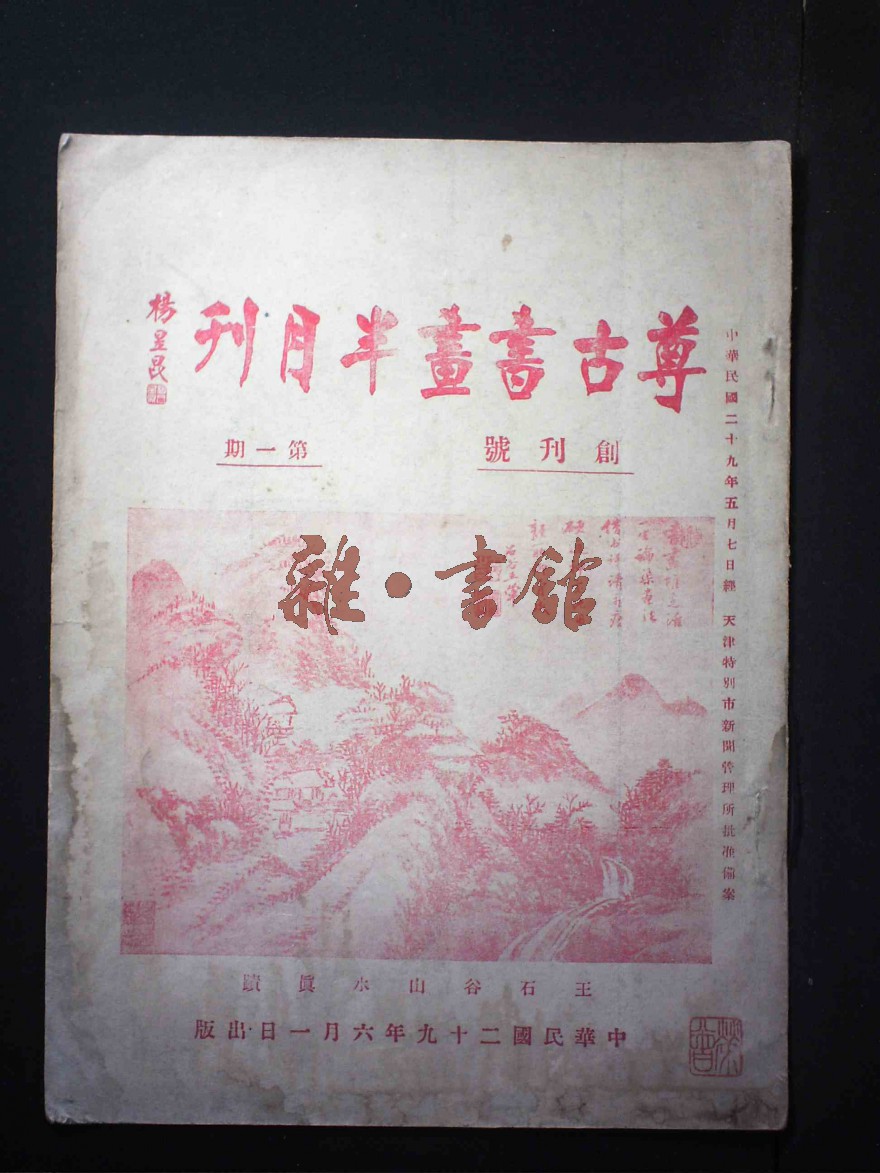 中華民國二十九年五月七日經 天津特別市新聞管理所批准備案
尊古書畫半月刊
楊昱昆
創刊號 第一期
雜·書館
王石谷山水眞蹟
中華民國二十九年六月一日出版